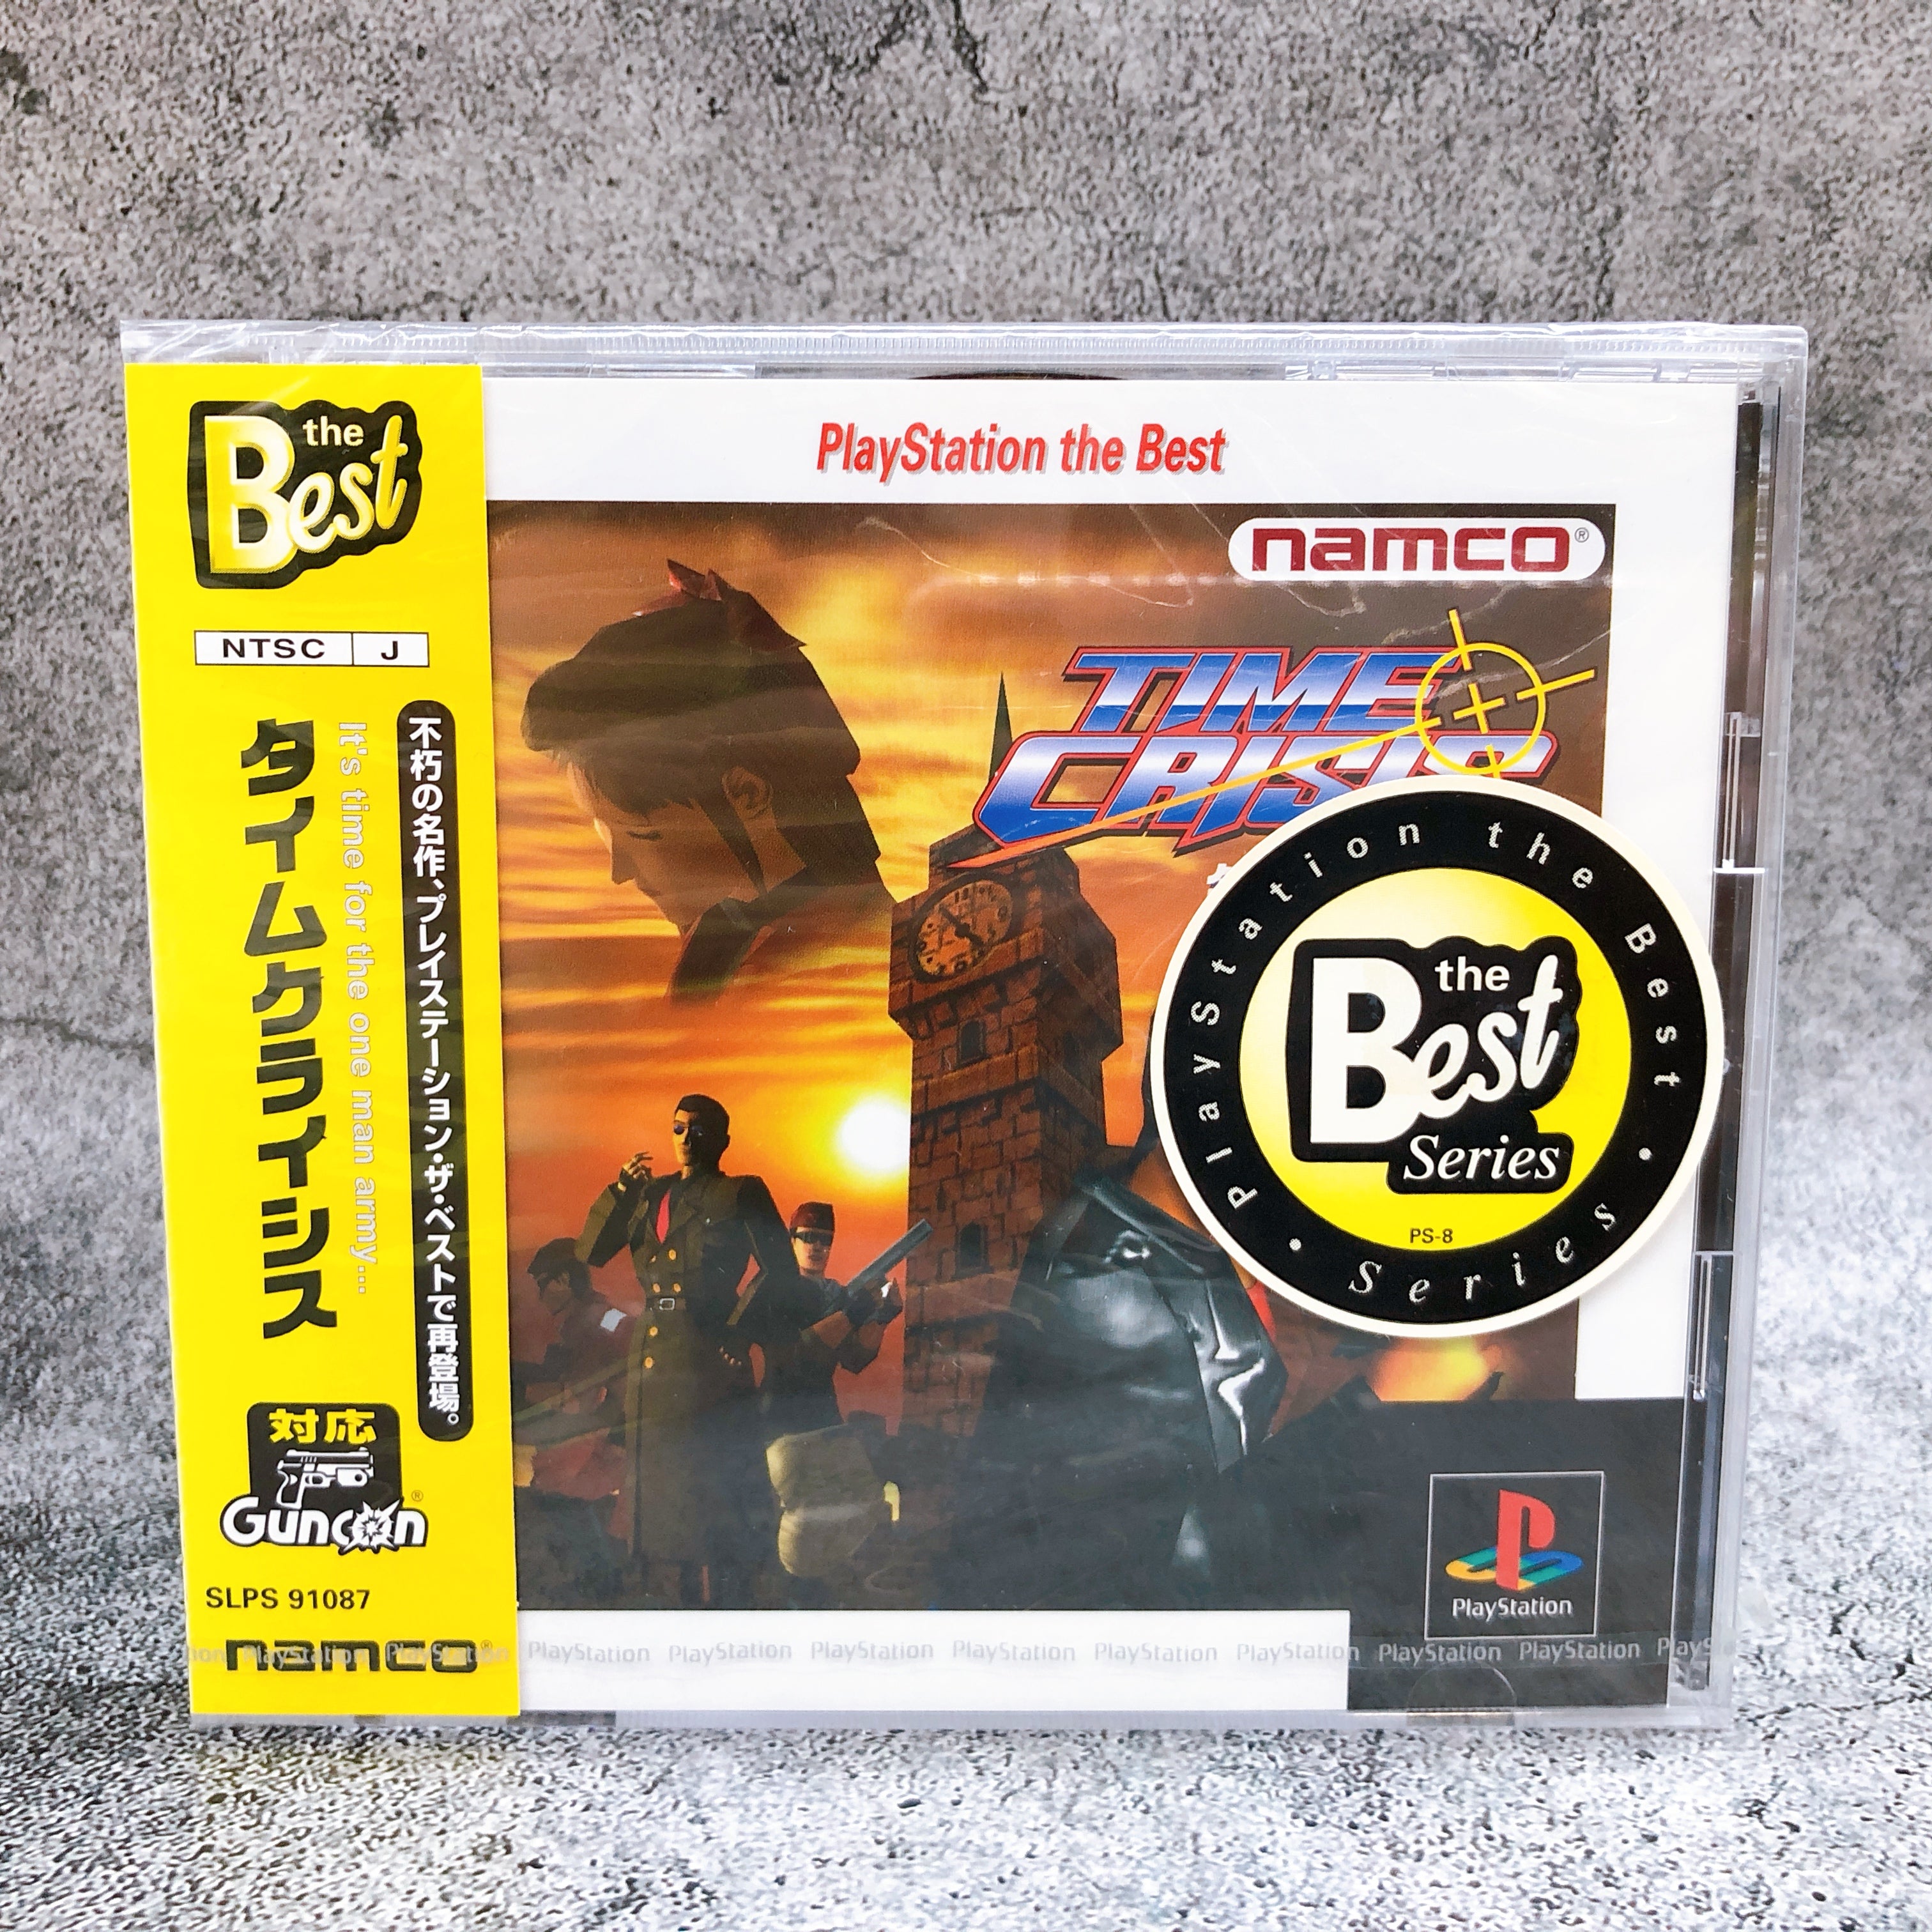 the Best
NTSC J
不朽の名作、プレイステーション・ザ・ベストで再登場。
It's time for the one man army...
タイムクライシス
対応
Guncon®
SLPS 91087
namco®
PlayStation the Best
namco®
TIME
CRISIS
PlayStation the Best
the Best
Series
PS-8
Series
PlayStation
PlayStation PlayStation PlayStation PlayStation PlayStation PlayStation PlayStation PlayStation PlayStation